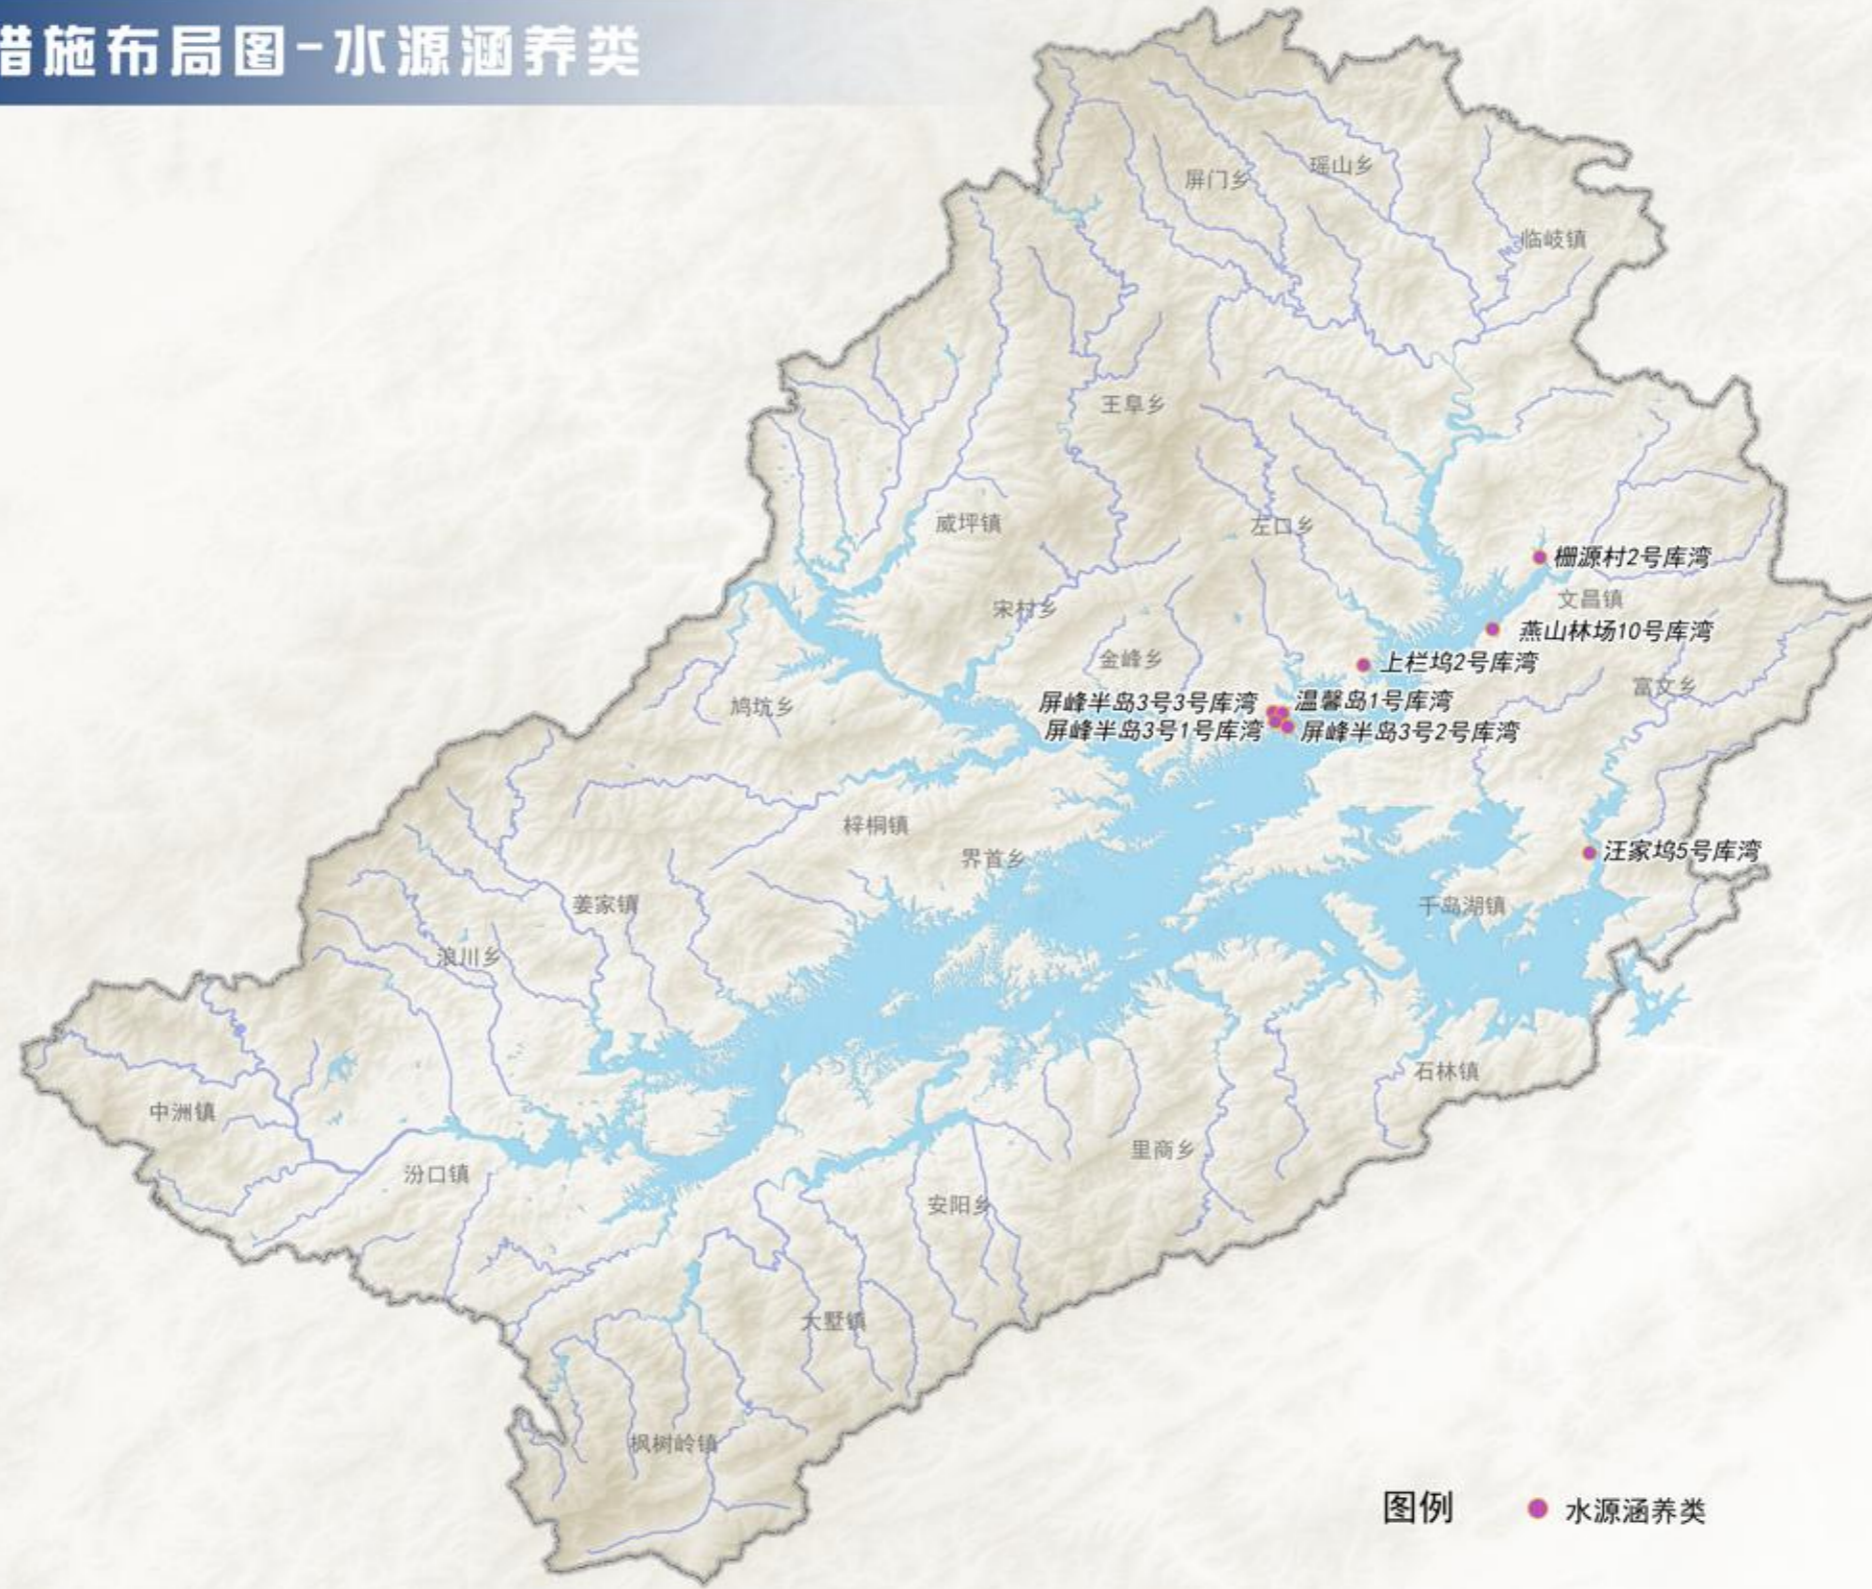 措施布局图-水源涵养类
屏门乡
瑶山乡
临岐镇
王阜乡
威坪镇
左口乡
栅源村2号库湾
文昌镇
宋村乡
燕山林场10号库湾
金峰乡
上栏坞2号库湾
富文乡
鸠坑乡
屏峰半岛3号3号库湾
温馨岛1号库湾
屏峰半岛3号1号库湾
屏峰半岛3号2号库湾
梓桐镇
界首乡
汪家坞5号库湾
姜家镇
千岛湖镇
浪川乡
石林镇
中洲镇
里商乡
汾口镇
安阳乡
大墅镇
枫树岭镇
图例
水源涵养类